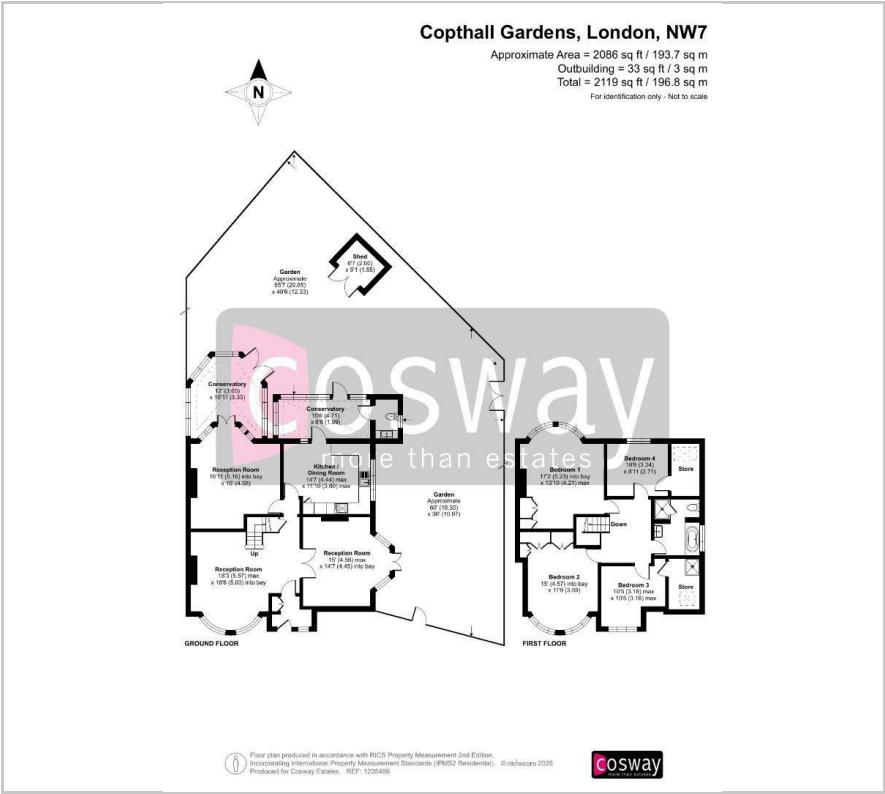 Copthall Gardens, London, NW7
Approximate Area = 2086 sq ft / 193.7 sq m
Outbuilding = 33 sq ft / 3 sq m
Total = 2119 sq ft / 196.8 sq m
For identification only - Not to scale
N
Shed
6'7 (2.00)
x 5'1 (1.55)
Garden
Approximate
65'7 (20.05)
x 40'6 (12.33)
cosway
more than estates
Conservatory
12' (3.65)
x 10'11 (3.33)
Conservatory
15'6 (4.71)
x 6'6 (1.99)
Reception Room
16'11 (5.16) into bay
x 15' (4.58)
Kitchen /
Dining Room
14'7 (4.44) max
x 11'10 (3.60) max
Garden
Approximate
60' (18.30)
x 36' (10.97)
Up
Reception Room
18'3 (5.57) max
x 16'6 (5.03) into bay
Reception Room
15' (4.56) max
x 14'7 (4.45) into bay
GROUND FLOOR
Bedroom 1
17'2 (5.23) into bay
x 13'10 (4.21) max
Bedroom 4
10'8 (3.24)
x 8'11 (2.71)
Store
Down
Bedroom 2
15' (4.57) into bay
x 11'9 (3.59)
Bedroom 3
10'5 (3.18) max
x 10'5 (3.18) max
Store
FIRST FLOOR
Floor plan produced in accordance with RICS Property Measurement 2nd Edition,
Incorporating International Property Measurement Standards (IPMS2 Residential). © nichecom 2025.
Produced for Cosway Estates. REF: 1235486
cosway
more than estates